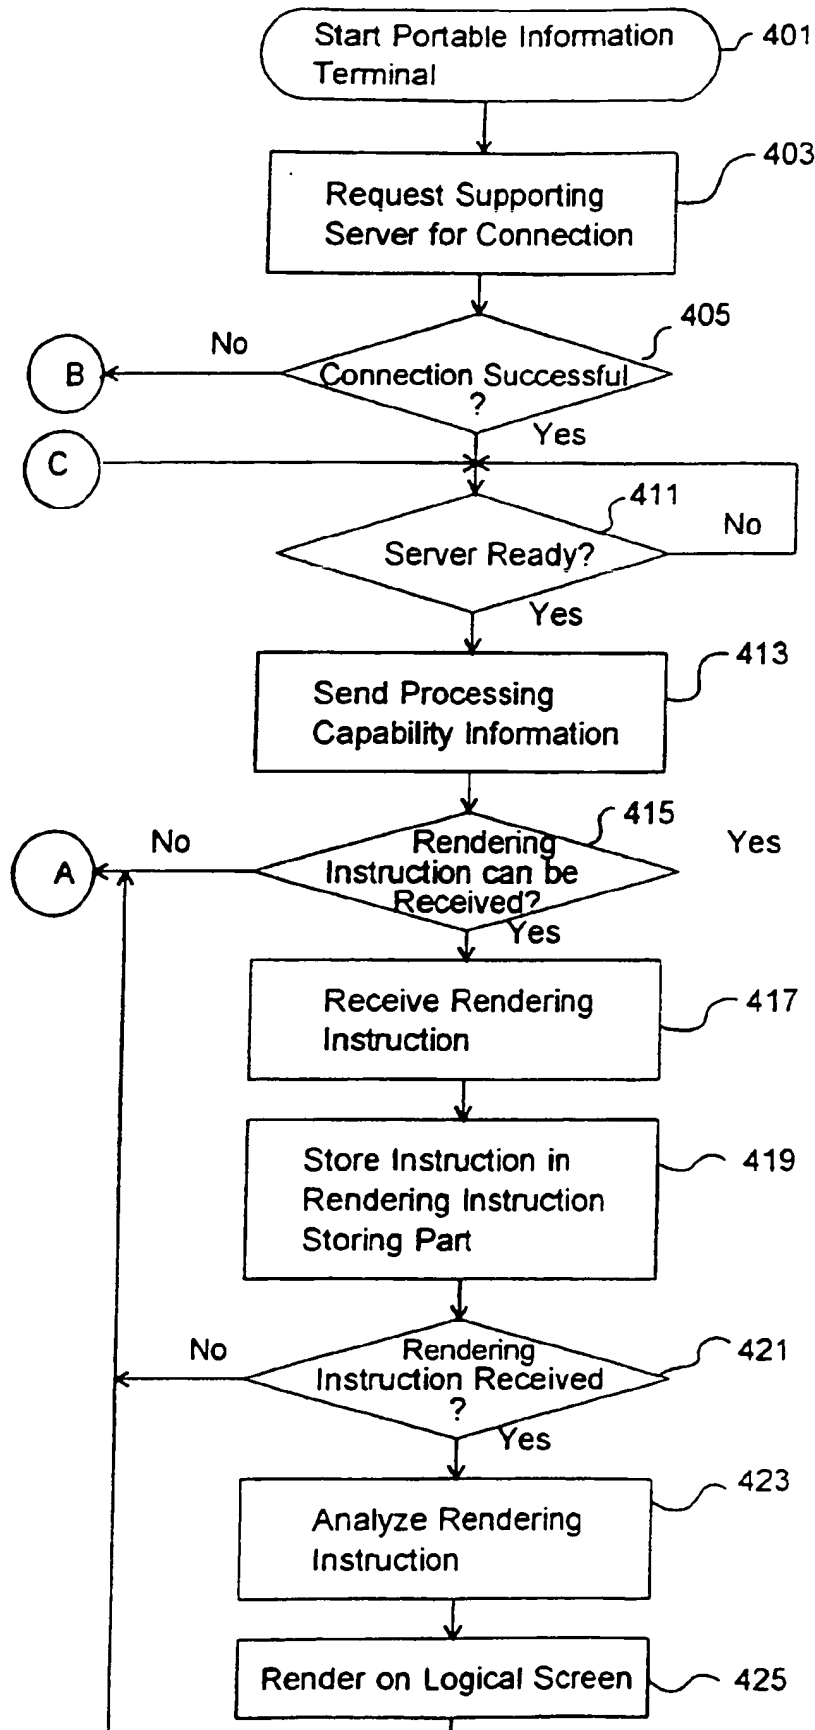 Start Portable Information
Terminal
401
403
Request Supporting
Server for Connection
405
No
B
Connection Successful
?
Yes
C
411
No
Server Ready?
Yes
413
Send Processing
Capability Information
415
No
Yes
A
Rendering
Instruction can be
Received?
Yes
417
Receive Rendering
Instruction
419
Store Instruction in
Rendering Instruction
Storing Part
421
No
Rendering
Instruction Received
?
Yes
423
Analyze Rendering
Instruction
Render on Logical Screen
425